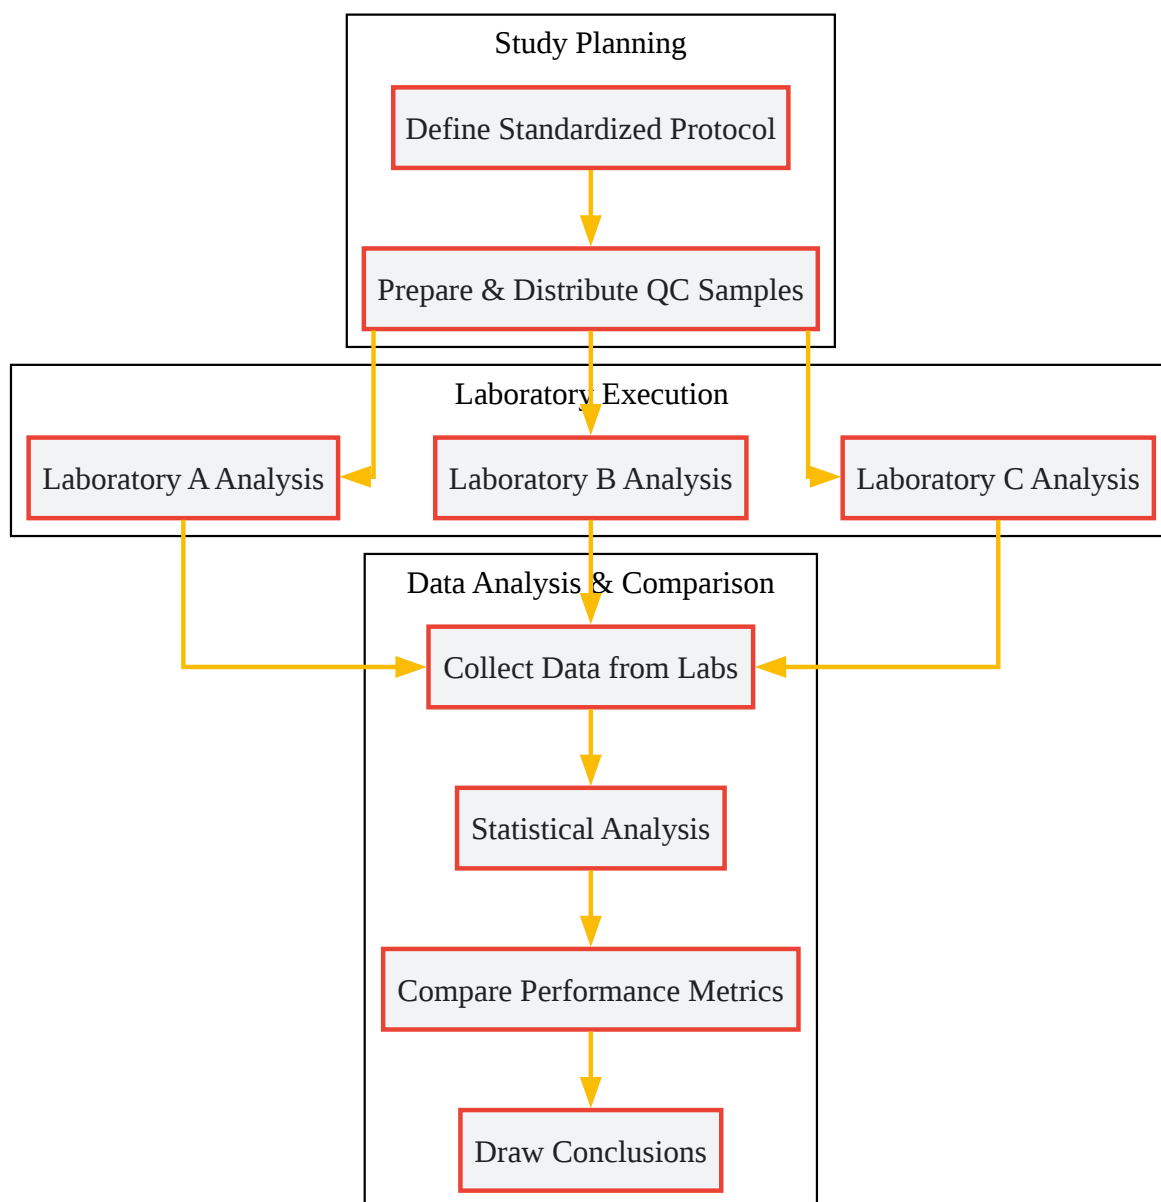 Study Planning
Define Standardized Protocol
Prepare & Distribute QC Samples
Laboratory Execution
Laboratory A Analysis
Laboratory B Analysis
Laboratory C Analysis
Data Analysis & Comparison
Collect Data from Labs
Statistical Analysis
Compare Performance Metrics
Draw Conclusions